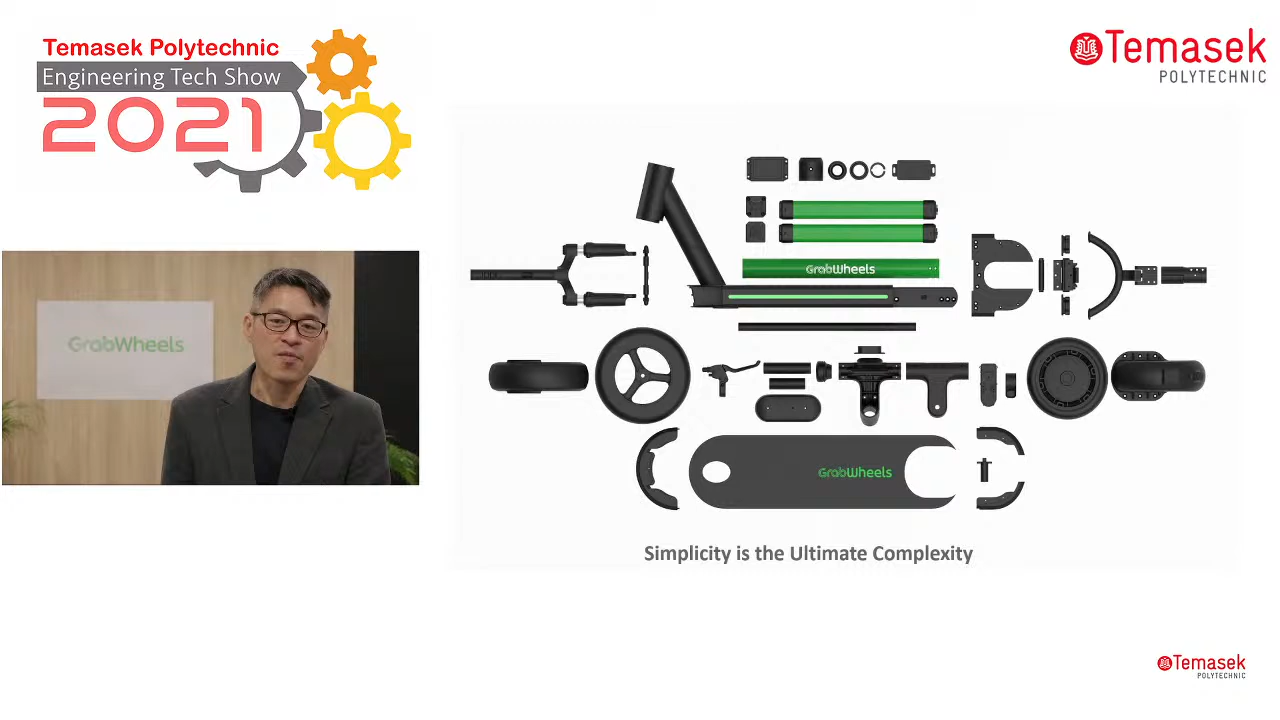 Temasek Polytechnic
Engineering Tech Show
2021
Temasek
POLYTECHNIC
GrabWheels
GrabWheels
GrabWheels
Simplicity is the Ultimate Complexity
Temasek
POLYTECHNIC